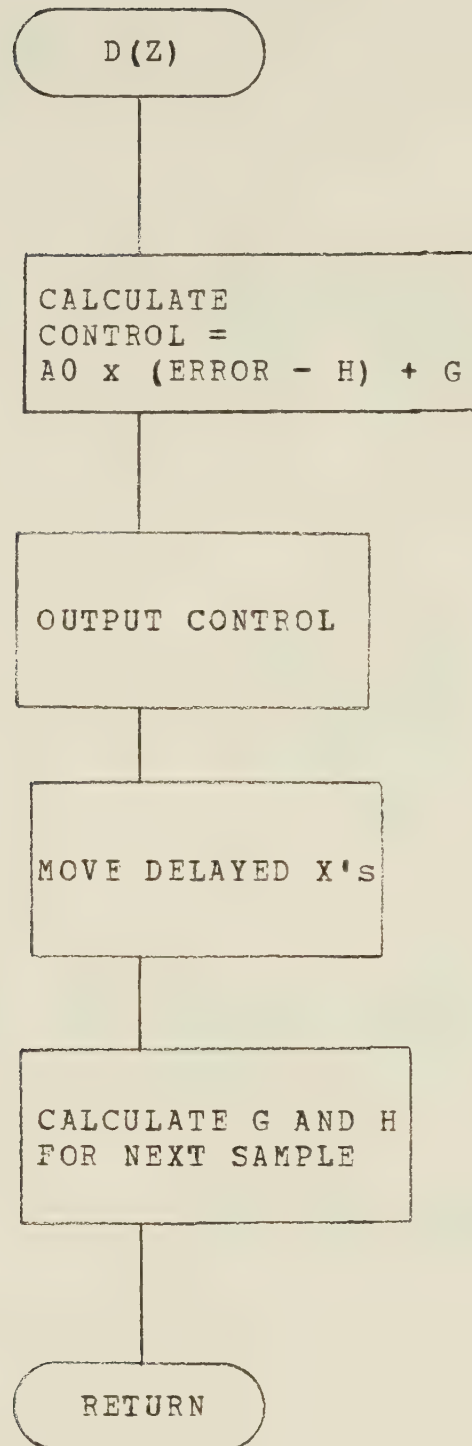 D(Z)
CALCULATE
CONTROL =
A0 x (ERROR - H) + G
OUTPUT CONTROL
MOVE DELAYED X's
CALCULATE G AND H
FOR NEXT SAMPLE
RETURN